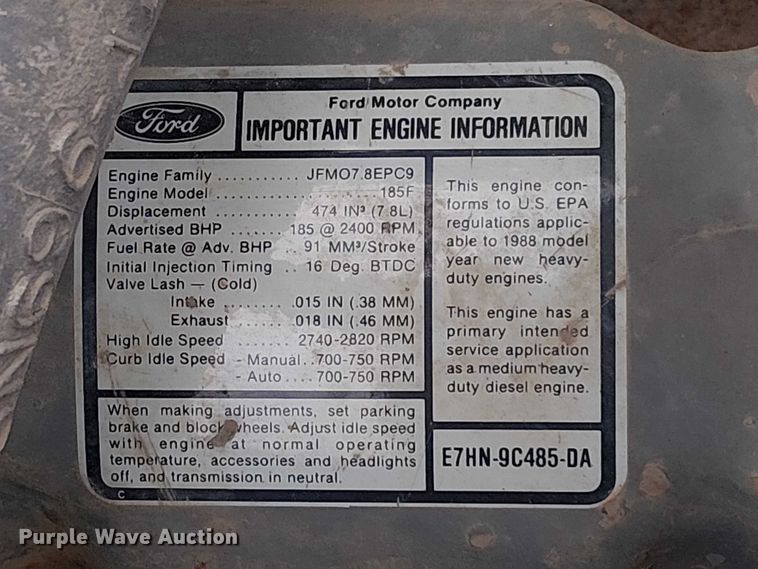 Ford
Ford Motor Company
IMPORTANT ENGINE INFORMATION
Engine Family ........ JFMO7.8EPC9
Engine Model ................ 185F
Displacement ..... 474 IN³ (7.8L)
Advertised BHP .. 185 @ 2400 RPM
Fuel Rate @ Adv. BHP .. 91 MM³/Stroke
Initial Injection Timing .. 16 Deg. BTDC
Valve Lash — (Cold)
Intake ........ .015 IN (.38 MM)
Exhaust ....... .018 IN (.46 MM)
High Idle Speed ....... 2740-2820 RPM
Curb Idle Speed - Manual..700-750 RPM
- Auto ....700-750 RPM
When making adjustments, set parking
brake and block wheels. Adjust idle speed
with engine at normal operating
temperature, accessories and headlights
off, and transmission in neutral.
C
This engine con-
forms to U.S. EPA
regulations applic-
able to 1988 model
year new heavy-
duty engines.
This engine has a
primary intended
service application
as a medium heavy-
duty diesel engine.
E7HN-9C485-DA
Purple Wave Auction